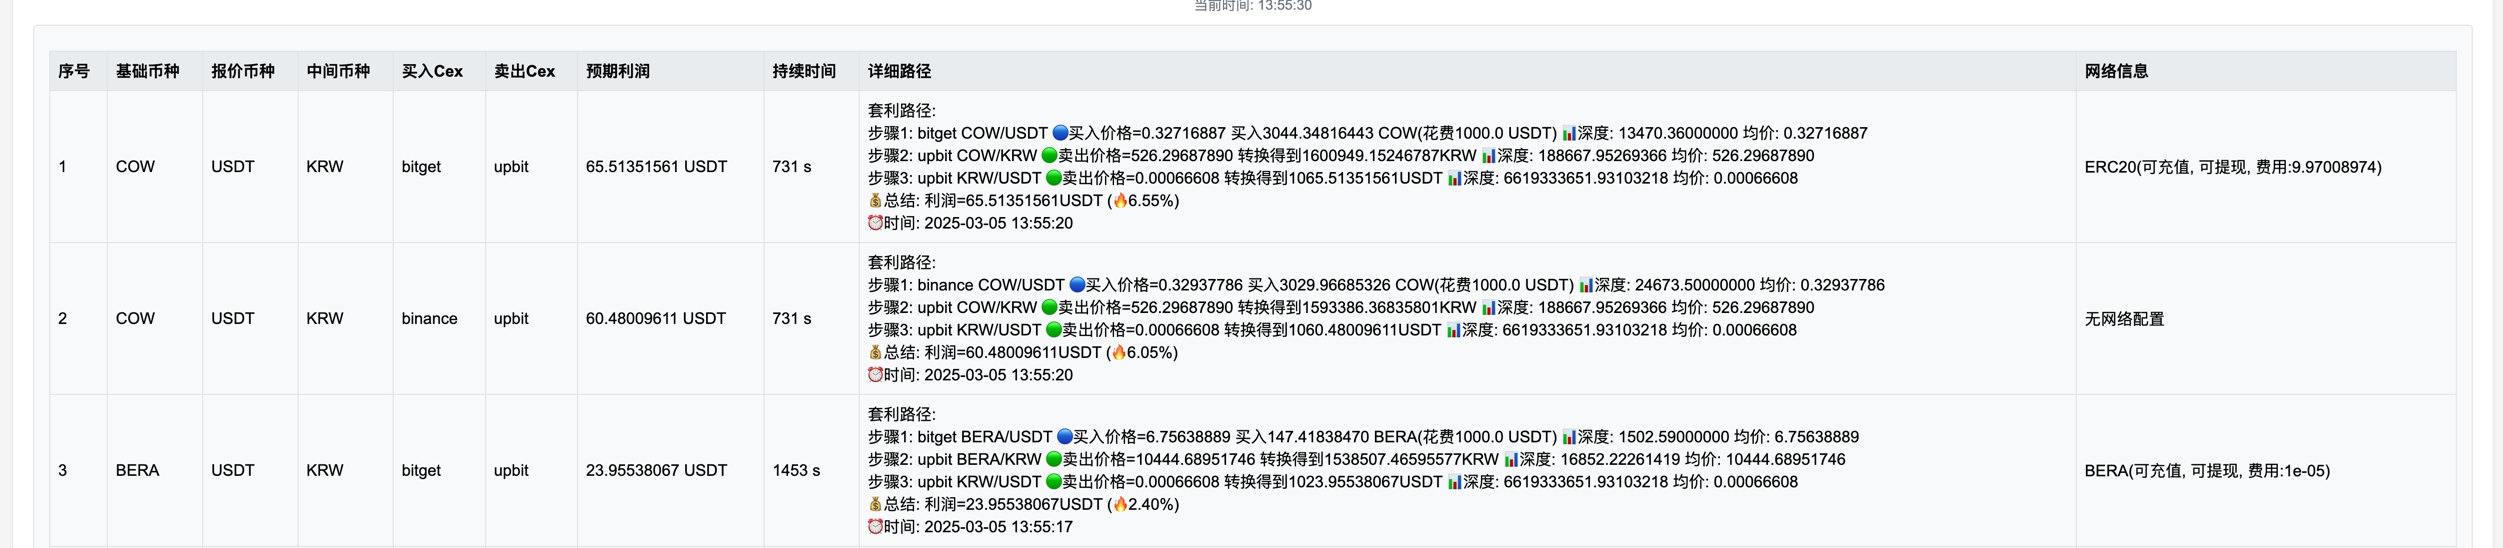 当前时间: 13:55:30
序号 基础币种 报价币种 中间币种 买入Cex 卖出Cex 预期利润 持续时间 详细路径 网络信息
1 COW USDT KRW bitget upbit 65.51351561 USDT 731 s
套利路径:
步骤1: bitget COW/USDT 🔵买入价格=0.32716887 买入3044.34816443 COW(花费1000.0 USDT) 📊深度: 13470.36000000 均价: 0.32716887
步骤2: upbit COW/KRW 🟢卖出价格=526.29687890 转换得到1600949.15246787KRW 📊深度: 188667.95269366 均价: 526.29687890
步骤3: upbit KRW/USDT 🟢卖出价格=0.00066608 转换得到1065.51351561USDT 📊深度: 6619333651.93103218 均价: 0.00066608
💰总结: 利润=65.51351561USDT (🔥6.55%)
⏰时间: 2025-03-05 13:55:20
ERC20(可充值, 可提现, 费用:9.97008974)
2 COW USDT KRW binance upbit 60.48009611 USDT 731 s
套利路径:
步骤1: binance COW/USDT 🔵买入价格=0.32937786 买入3029.96685326 COW(花费1000.0 USDT) 📊深度: 24673.50000000 均价: 0.32937786
步骤2: upbit COW/KRW 🟢卖出价格=526.29687890 转换得到1593386.36835801KRW 📊深度: 188667.95269366 均价: 526.29687890
步骤3: upbit KRW/USDT 🟢卖出价格=0.00066608 转换得到1060.48009611USDT 📊深度: 6619333651.93103218 均价: 0.00066608
💰总结: 利润=60.48009611USDT (🔥6.05%)
⏰时间: 2025-03-05 13:55:20
无网络配置
3 BERA USDT KRW bitget upbit 23.95538067 USDT 1453 s
套利路径:
步骤1: bitget BERA/USDT 🔵买入价格=6.75638889 买入147.41838470 BERA(花费1000.0 USDT) 📊深度: 1502.59000000 均价: 6.75638889
步骤2: upbit BERA/KRW 🟢卖出价格=10444.68951746 转换得到1538507.46595577KRW 📊深度: 16852.22261419 均价: 10444.68951746
步骤3: upbit KRW/USDT 🟢卖出价格=0.00066608 转换得到1023.95538067USDT 📊深度: 6619333651.93103218 均价: 0.00066608
💰总结: 利润=23.95538067USDT (🔥2.40%)
⏰时间: 2025-03-05 13:55:17
BERA(可充值, 可提现, 费用:1e-05)